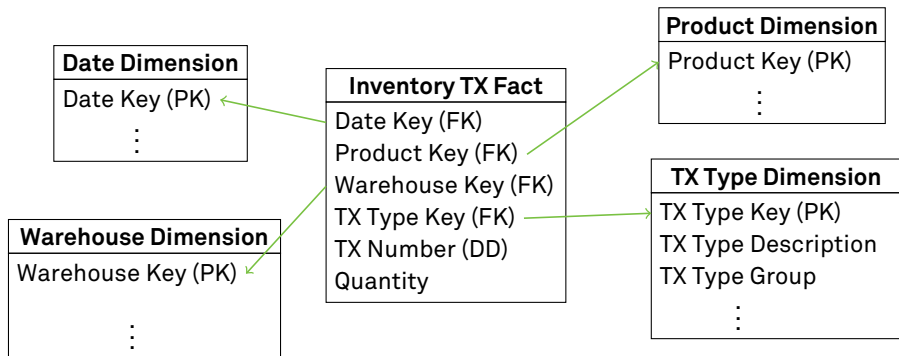 Date Dimension
Date Key (PK)
⋮
Inventory TX Fact
Date Key (FK)
Product Key (FK)
Warehouse Key (FK)
TX Type Key (FK)
TX Number (DD)
Quantity
Product Dimension
Product Key (PK)
⋮
Warehouse Dimension
Warehouse Key (PK)
⋮
TX Type Dimension
TX Type Key (PK)
TX Type Description
TX Type Group
⋮